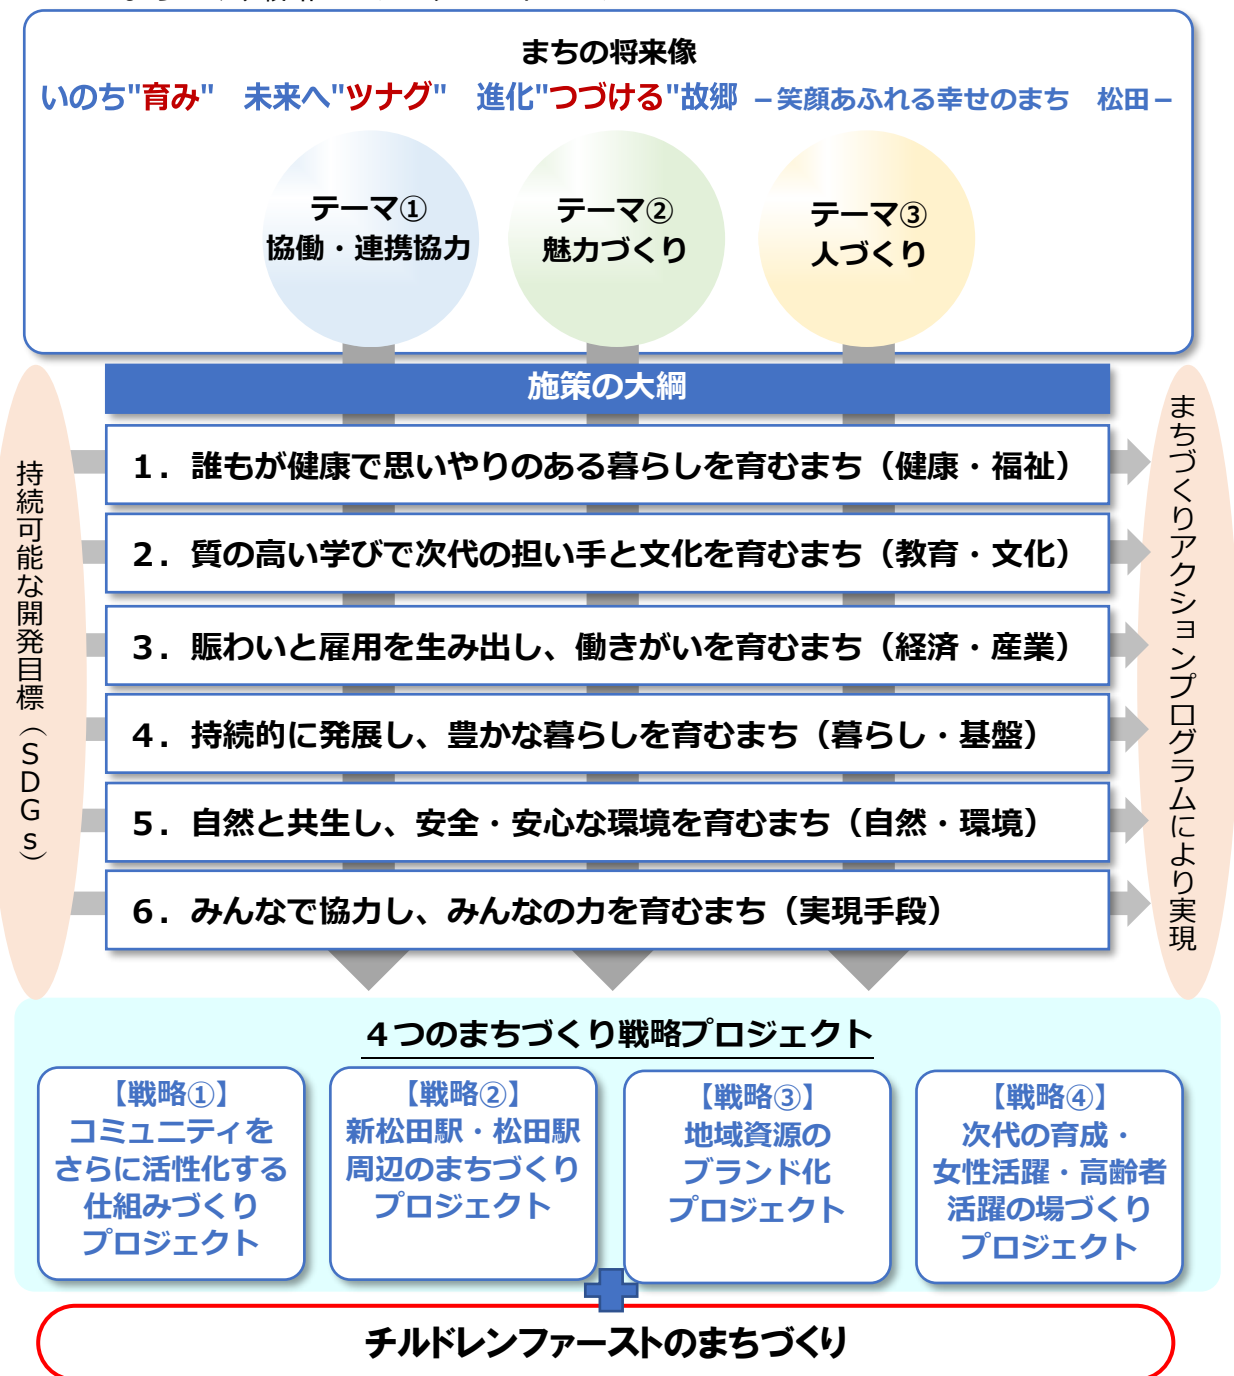 まちの将来像
いのち"育み"　未来へ"ツナグ"　進化"つづける"故郷 －笑顔あふれる幸せのまち　松田－
テーマ①
協働・連携協力
テーマ②
魅力づくり
テーマ③
人づくり
施策の大綱
持続可能な開発目標（SDGs）
１．誰もが健康で思いやりのある暮らしを育むまち（健康・福祉）
２．質の高い学びで次代の担い手と文化を育むまち（教育・文化）
３．賑わいと雇用を生み出し、働きがいを育むまち（経済・産業）
４．持続的に発展し、豊かな暮らしを育むまち（暮らし・基盤）
５．自然と共生し、安全・安心な環境を育むまち（自然・環境）
６．みんなで協力し、みんなの力を育むまち（実現手段）
まちづくりアクションプログラムにより実現
４つのまちづくり戦略プロジェクト
【戦略①】
コミュニティを
さらに活性化する
仕組みづくり
プロジェクト
【戦略②】
新松田駅・松田駅
周辺のまちづくり
プロジェクト
【戦略③】
地域資源の
ブランド化
プロジェクト
【戦略④】
次代の育成・
女性活躍・高齢者
活躍の場づくり
プロジェクト
チルドレンファーストのまちづくり